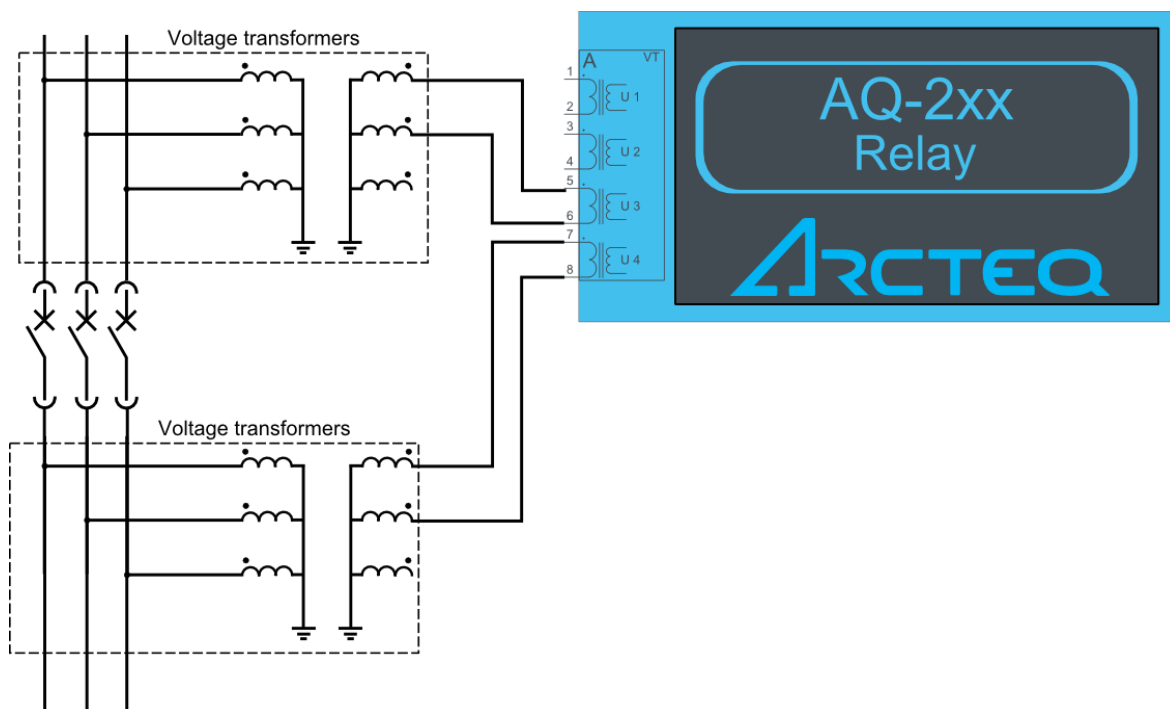 Voltage transformers
A
VT
1
2
U 1
3
4
U 2
5
6
U 3
7
8
U 4
AQ-2xx
Relay
ARCTEQ
Voltage transformers